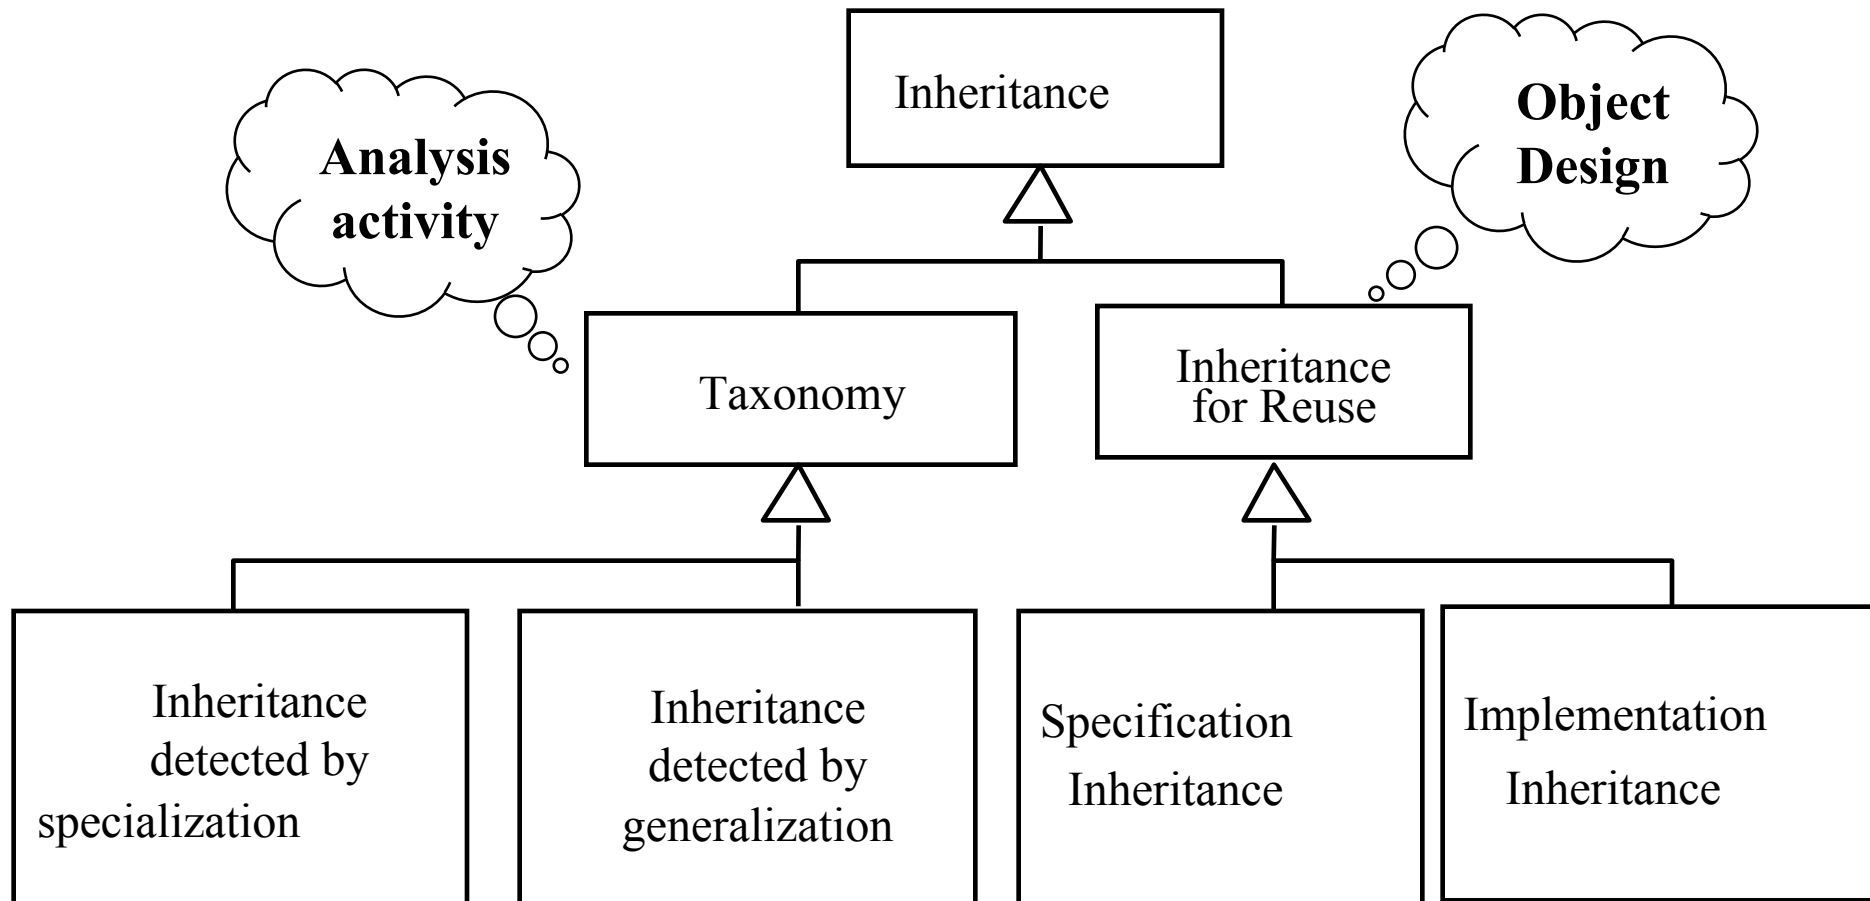 Inheritance
Object
Design
Analysis
activity
Taxonomy
Inheritance
for Reuse
Inheritance
detected by
specialization
Inheritance
detected by
generalization
Specification
Inheritance
Implementation
Inheritance